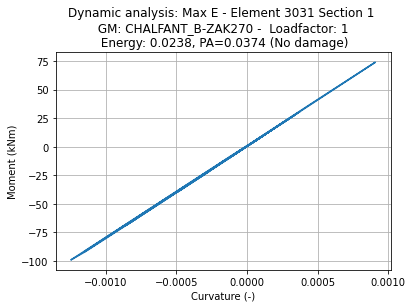 Dynamic analysis: Max E - Element 3031 Section 1
GM: CHALFANT_B-ZAK270 - Loadfactor: 1
Energy: 0.0238, PA=0.0374 (No damage)
Moment (kNm)
75
50
25
0
−25
−50
−75
−100
−0.0010 −0.0005 0.0000 0.0005 0.0010
Curvature (-)